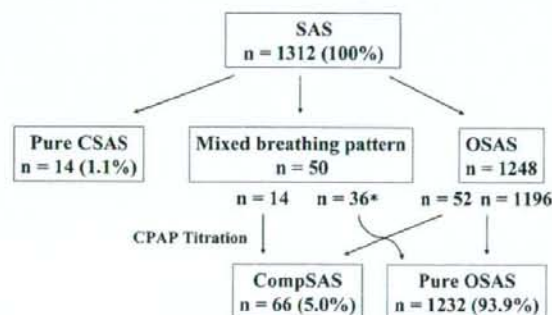 SAS
n = 1312 (100%)
Pure CSAS
n = 14 (1.1%)
Mixed breathing pattern
n = 50
OSAS
n = 1248
n = 14 n = 36* n = 52 n = 1196
CPAP Titration
CompSAS
n = 66 (5.0%)
Pure OSAS
n = 1232 (93.9%)